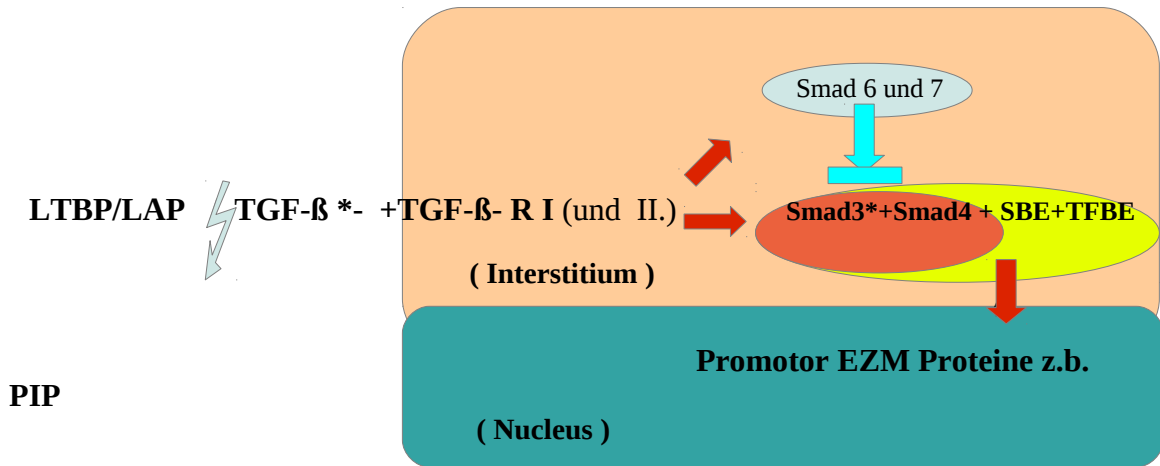 Smad 6 und 7
LTBP/LAP TGF-ß *- +TGF-ß- R I (und II.) Smad3*+Smad4 + SBE+TFBE
( Interstitium )
Promotor EZM Proteine z.b.
PIP
( Nucleus )